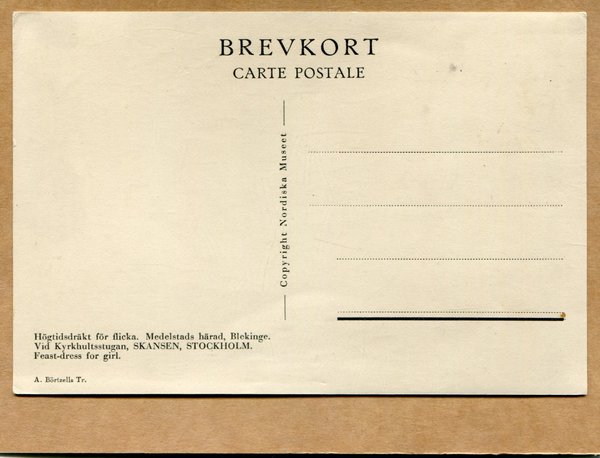 BREVKORT
CARTE POSTALE
Copyright Nordiska Museet
Högtidsdräkt för flicka. Medelstads härad, Blekinge.
Vid Kyrkhultsstugan, SKANSEN, STOCKHOLM.
Feast-dress for girl.
A. Börtzells Tr.